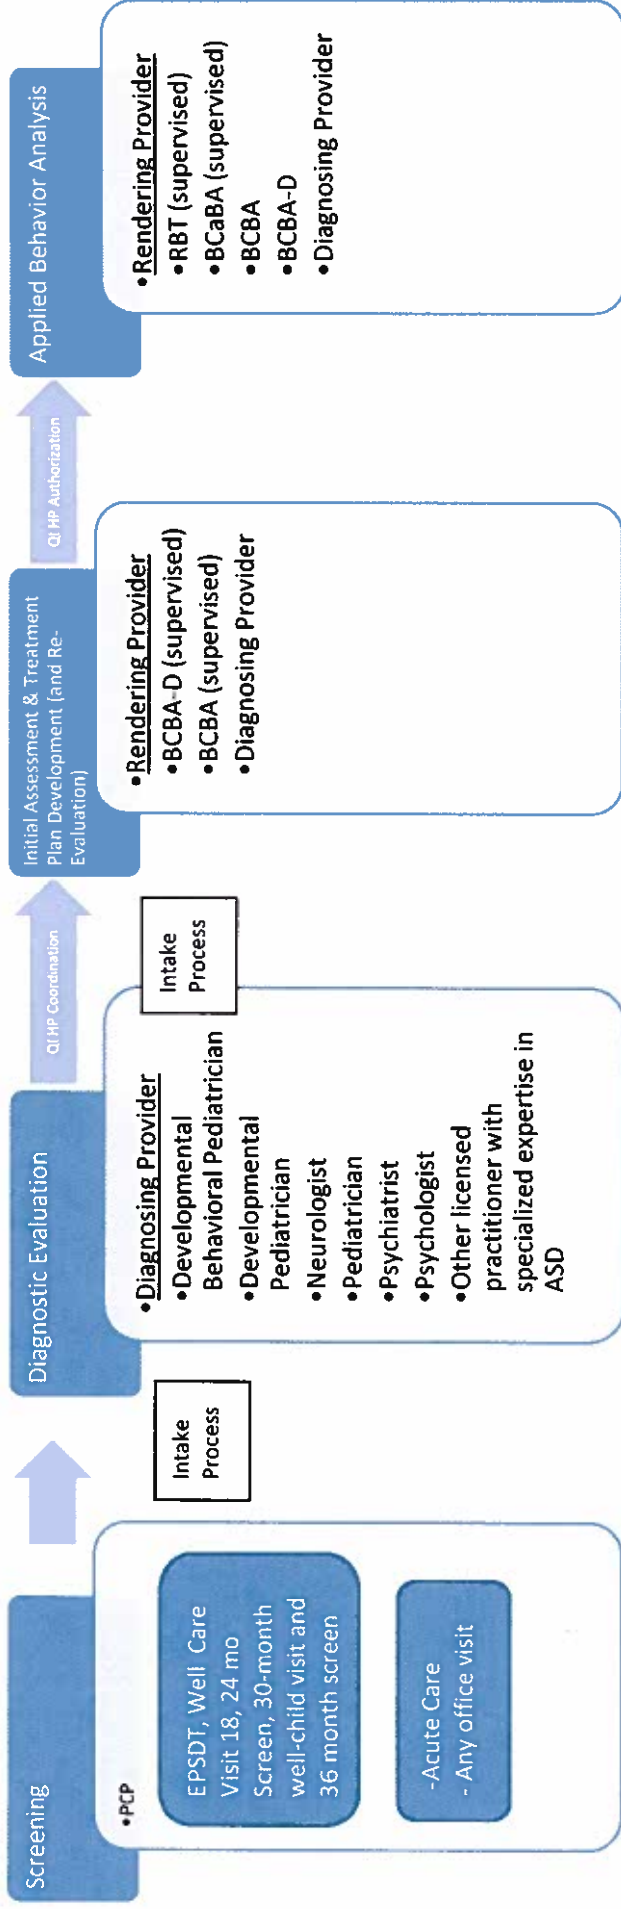 Screening
•PCP
EPSDT, Well Care
Visit 18, 24 mo
Screen, 30-month
well-child visit and
36 month screen
-Acute Care
- Any office visit
Intake
Process
Diagnostic Evaluation
•Diagnosing Provider
•Developmental
Behavioral Pediatrician
•Developmental
Pediatrician
•Neurologist
•Pediatrician
•Psychiatrist
•Psychologist
•Other licensed
practitioner with
specialized expertise in
ASD
Intake
Process
QI HP Coordination
Initial Assessment & Treatment
Plan Development (and Re-
Evaluation)
•Rendering Provider
•BCBA-D (supervised)
•BCBA (supervised)
•Diagnosing Provider
QI HP Authorization
Applied Behavior Analysis
•Rendering Provider
•RBT (supervised)
•BCaBA (supervised)
•BCBA
•BCBA-D
•Diagnosing Provider